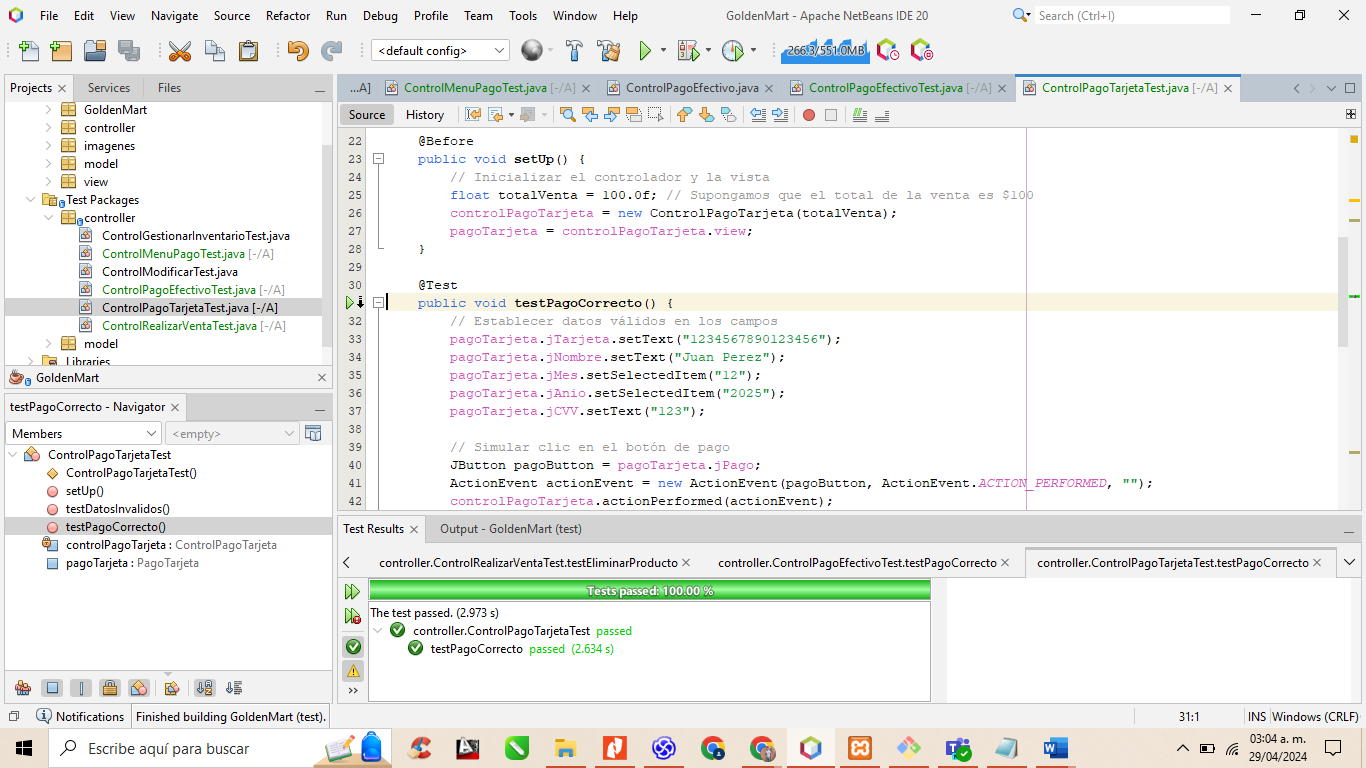 File Edit View Navigate Source Refactor Run Debug Profile Team Tools Window Help
GoldenMart - Apache NetBeans IDE 20
Search (Ctrl+I)
<default config>
266.3/551.0MB
Projects
Services
Files
GoldenMart
controller
imagenes
model
view
Test Packages
controller
ControlGestionarInventarioTest.java
ControlMenuPagoTest.java [-/A]
ControlModificarTest.java
ControlPagoEfectivoTest.java [-/A]
ControlPagoTarjetaTest.java [-/A]
ControlRealizarVentaTest.java [-/A]
model
Libraries
GoldenMart
testPagoCorrecto - Navigator
Members
<empty>
ControlPagoTarjetaTest
ControlPagoTarjetaTest()
setUp()
testDatosInvalidos()
testPagoCorrecto()
controlPagoTarjeta : ControlPagoTarjeta
pagoTarjeta : PagoTarjeta
...A]
ControlMenuPagoTest.java [-/A]
ControlPagoEfectivo.java
ControlPagoEfectivoTest.java [-/A]
ControlPagoTarjetaTest.java [-/A]
Source
History
22 @Before
23 public void setUp() {
24 // Inicializar el controlador y la vista
25 float totalVenta = 100.0f; // Supongamos que el total de la venta es $100
26 controlPagoTarjeta = new ControlPagoTarjeta(totalVenta);
27 pagoTarjeta = controlPagoTarjeta.view;
28 }
29
30 @Test
public void testPagoCorrecto() {
32 // Establecer datos válidos en los campos
33 pagoTarjeta.jTarjeta.setText("1234567890123456");
34 pagoTarjeta.jNombre.setText("Juan Perez");
35 pagoTarjeta.jMes.setSelectedItem("12");
36 pagoTarjeta.jAnio.setSelectedItem("2025");
37 pagoTarjeta.jCVV.setText("123");
38
39 // Simular clic en el botón de pago
40 JButton pagoButton = pagoTarjeta.jPago;
41 ActionEvent actionEvent = new ActionEvent(pagoButton, ActionEvent.ACTION_PERFORMED, "");
42 controlPagoTarjeta.actionPerformed(actionEvent);
Test Results
Output - GoldenMart (test)
controller.ControlRealizarVentaTest.testEliminarProducto
controller.ControlPagoEfectivoTest.testPagoCorrecto
controller.ControlPagoTarjetaTest.testPagoCorrecto
Tests passed: 100.00 %
The test passed. (2.973 s)
controller.ControlPagoTarjetaTest passed
testPagoCorrecto passed (2.634 s)
Notifications
Finished building GoldenMart (test).
31:1
INS
Windows (CRLF)
Escribe aquí para buscar
03:04 a. m.
29/04/2024